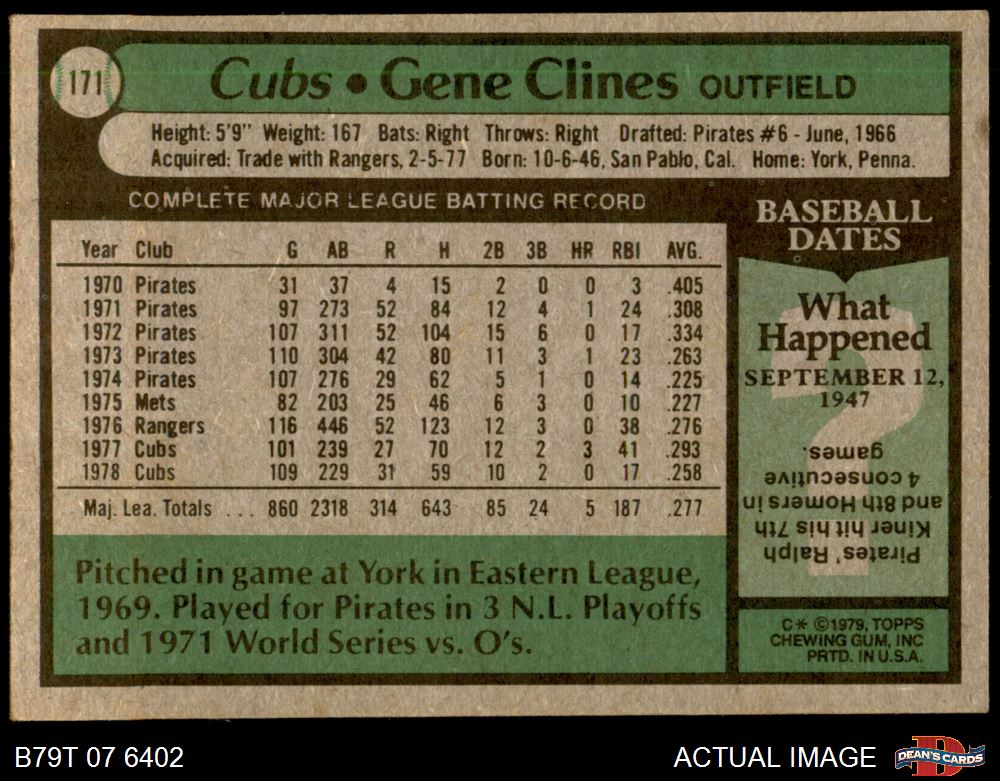 171
Cubs • Gene Clines OUTFIELD
Height: 5'9" Weight: 167 Bats: Right Throws: Right Drafted: Pirates #6 - June, 1966
Acquired: Trade with Rangers, 2-5-77 Born: 10-6-46, San Pablo, Cal. Home: York, Penna.
COMPLETE MAJOR LEAGUE BATTING RECORD
Year Club G AB R H 2B 3B HR RBI AVG.
1970 Pirates 31 37 4 15 2 0 0 3 .405
1971 Pirates 97 273 52 84 12 4 1 24 .308
1972 Pirates 107 311 52 104 15 6 0 17 .334
1973 Pirates 110 304 42 80 11 3 1 23 .263
1974 Pirates 107 276 29 62 5 1 0 14 .225
1975 Mets 82 203 25 46 6 3 0 10 .227
1976 Rangers 116 446 52 123 12 3 0 38 .276
1977 Cubs 101 239 27 70 12 2 3 41 .293
1978 Cubs 109 229 31 59 10 2 0 17 .258
Maj. Lea. Totals ... 860 2318 314 643 85 24 5 187 .277
Pitched in game at York in Eastern League,
1969. Played for Pirates in 3 N.L. Playoffs
and 1971 World Series vs. O's.
BASEBALL
DATES
What
Happened
SEPTEMBER 12,
1947
Pirates' Ralph
Kiner hit his 7th
and 8th Homers in
4 consecutive
games.
C* ©1979, TOPPS
CHEWING GUM, INC
PRTD. IN U.S.A.
B79T 07 6402
ACTUAL IMAGE
D
DEAN'S CARDS